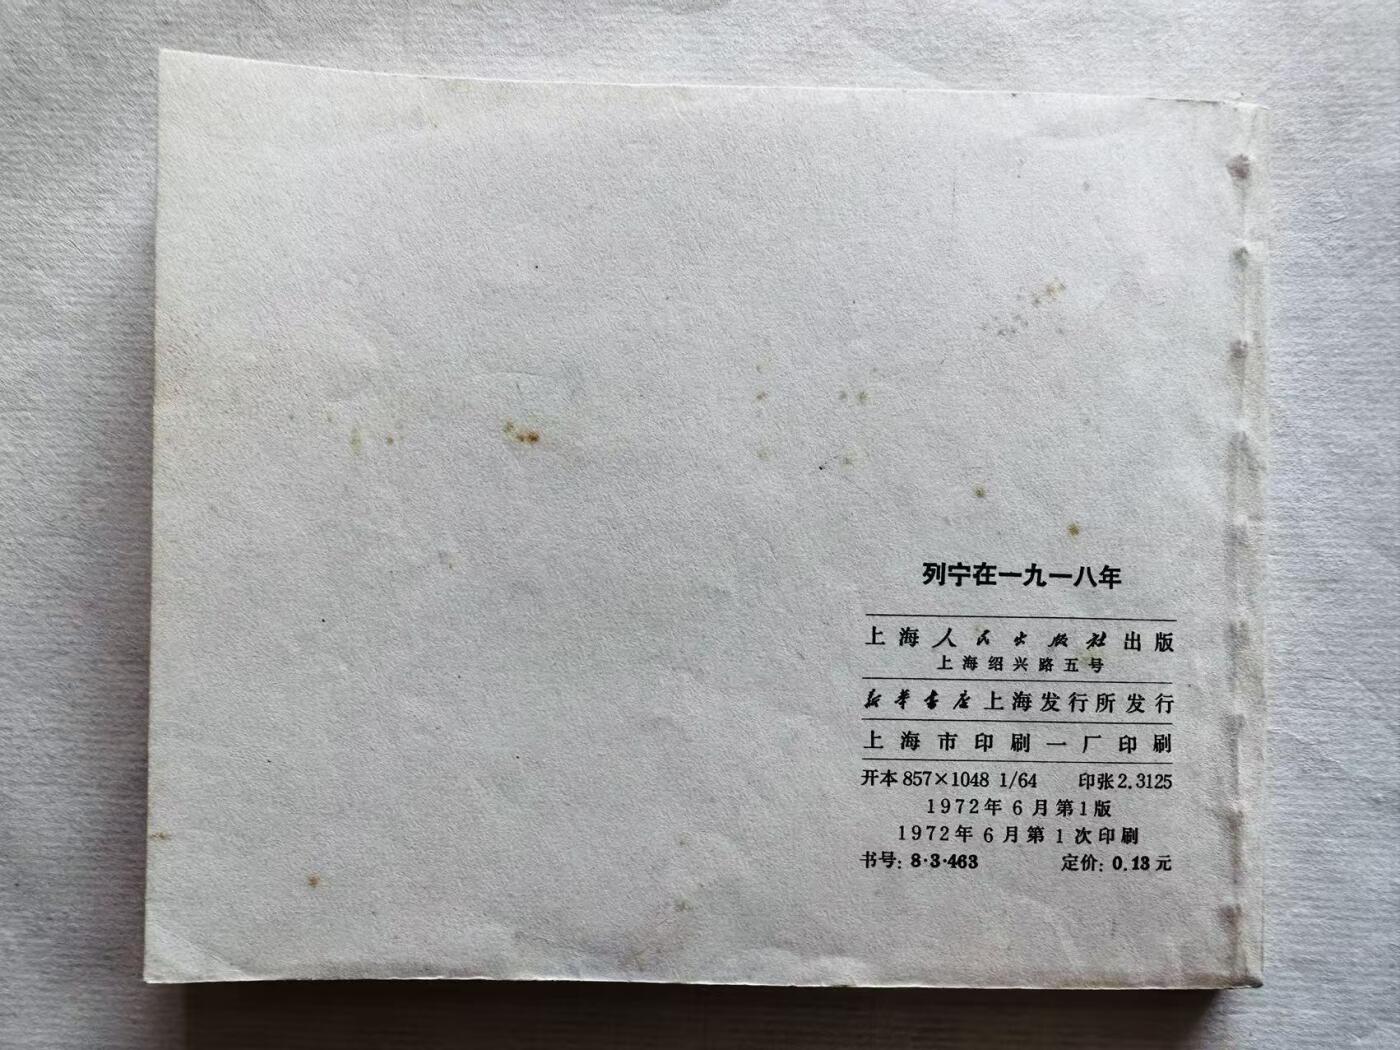 列宁在一九一八年
上海人民出版社出版
上海绍兴路五号
新华书店上海发行所发行
上海市印刷一厂印刷
开本 857×1048 1/64 印张 2.3125
1972年6月第1版
1972年6月第1次印刷
书号: 8·3·463 定价: 0.13元